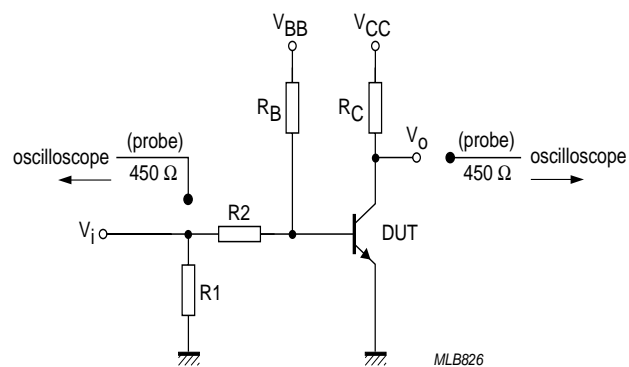 V_BB
V_CC
R_B
R_C
V_o
(probe)
450 Ω
oscilloscope
(probe)
450 Ω
oscilloscope
V_i
R2
DUT
R1
MLB826